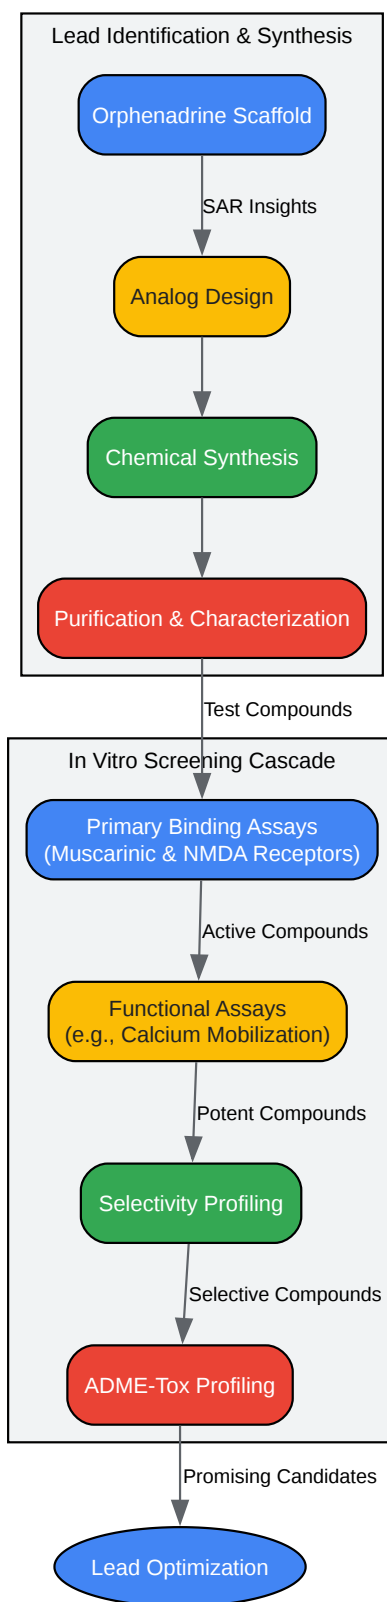 Lead Identification & Synthesis
Orphenadrine Scaffold
SAR Insights
Analog Design
Chemical Synthesis
Purification & Characterization
Test Compounds
In Vitro Screening Cascade
Primary Binding Assays
(Muscarinic & NMDA Receptors)
Active Compounds
Functional Assays
(e.g., Calcium Mobilization)
Potent Compounds
Selectivity Profiling
Selective Compounds
ADME-Tox Profiling
Promising Candidates
Lead Optimization